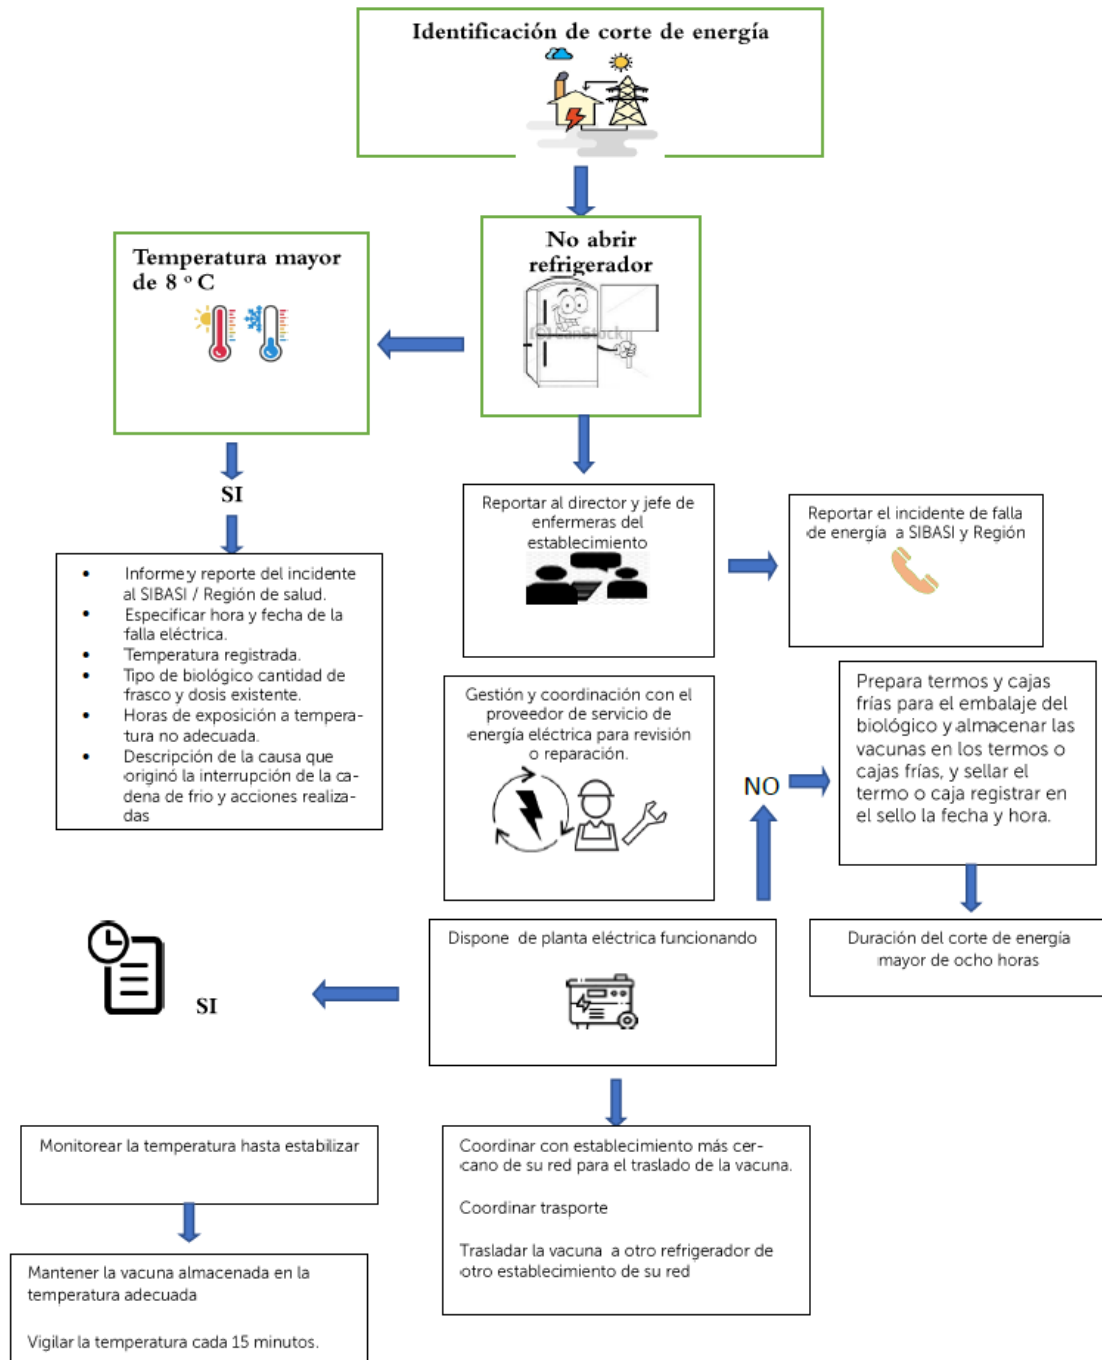 Identificación de corte de energía
No abrir
refrigerador
Temperatura mayor
de 8 º C
SI
• Informe y reporte del incidente
al SIBASI / Región de salud.
• Especificar hora y fecha de la
falla eléctrica.
• Temperatura registrada.
• Tipo de biológico cantidad de
frasco y dosis existente.
• Horas de exposición a tempera-
tura no adecuada.
• Descripción de la causa que
originó la interrupción de la ca-
dena de frio y acciones realiza-
das
Reportar al director y jefe de
enfermeras del
establecimiento
Reportar el incidente de falla
de energía a SIBASI y Región
Gestión y coordinación con el
proveedor de servicio de
energía eléctrica para revisión
o reparación.
NO
Prepara termos y cajas
frías para el embalaje del
biológico y almacenar las
vacunas en los termos o
cajas frías, y sellar el
termo o caja registrar en
el sello la fecha y hora.
Duración del corte de energía
mayor de ocho horas
Dispone de planta eléctrica funcionando
SI
Monitorear la temperatura hasta estabilizar
Mantener la vacuna almacenada en la
temperatura adecuada
Vigilar la temperatura cada 15 minutos.
Coordinar con establecimiento más cer-
cano de su red para el traslado de la vacuna.
Coordinar trasporte
Trasladar la vacuna a otro refrigerador de
otro establecimiento de su red